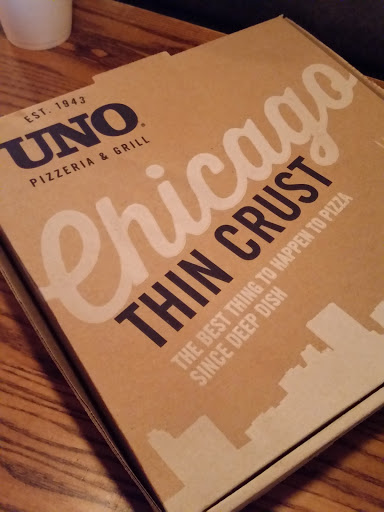 EST. 1943
UNO
PIZZERIA & GRILL
Chicago
THIN CRUST
THE BEST THING TO HAPPEN TO PIZZA
SINCE DEEP DISH